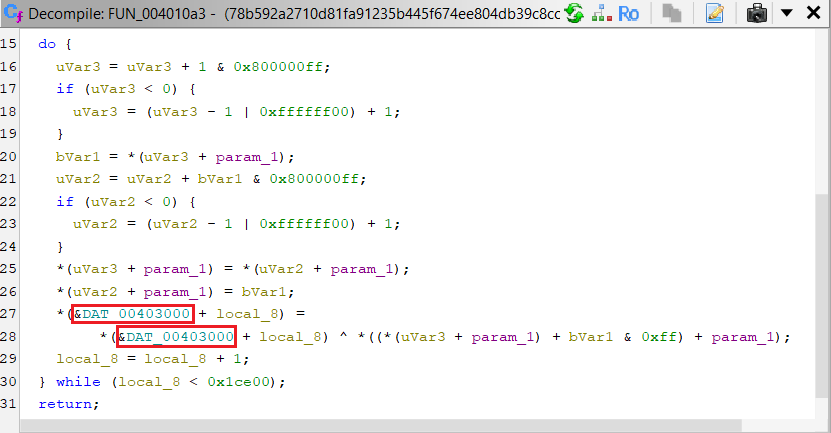 Decompile: FUN_004010a3 - (78b592a2710d81fa91235b445f674ee804db39c8cc
Ro
15 do {
16 uVar3 = uVar3 + 1 & 0x800000ff;
17 if (uVar3 < 0) {
18 uVar3 = (uVar3 - 1 | 0xffffff00) + 1;
19 }
20 bVar1 = *(uVar3 + param_1);
21 uVar2 = uVar2 + bVar1 & 0x800000ff;
22 if (uVar2 < 0) {
23 uVar2 = (uVar2 - 1 | 0xffffff00) + 1;
24 }
25 *(uVar3 + param_1) = *(uVar2 + param_1);
26 *(uVar2 + param_1) = bVar1;
27 *(&DAT_00403000 + local_8) =
28 *(&DAT_00403000 + local_8) ^ *((*(uVar3 + param_1) + bVar1 & 0xff) + param_1);
29 local_8 = local_8 + 1;
30 } while (local_8 < 0x1ce00);
31 return;